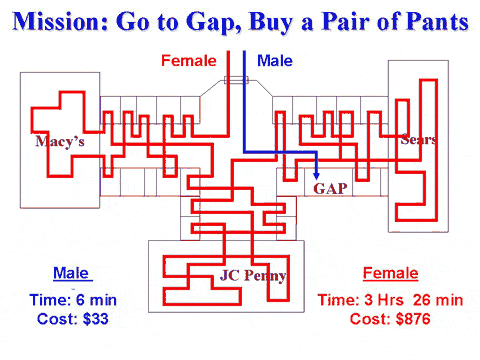 Mission: Go to Gap, Buy a Pair of Pants
Female
Male
Macy's
Sears
GAP
JC Penny
Male
Time: 6 min
Cost: $33
Female
Time: 3 Hrs 26 min
Cost: $876